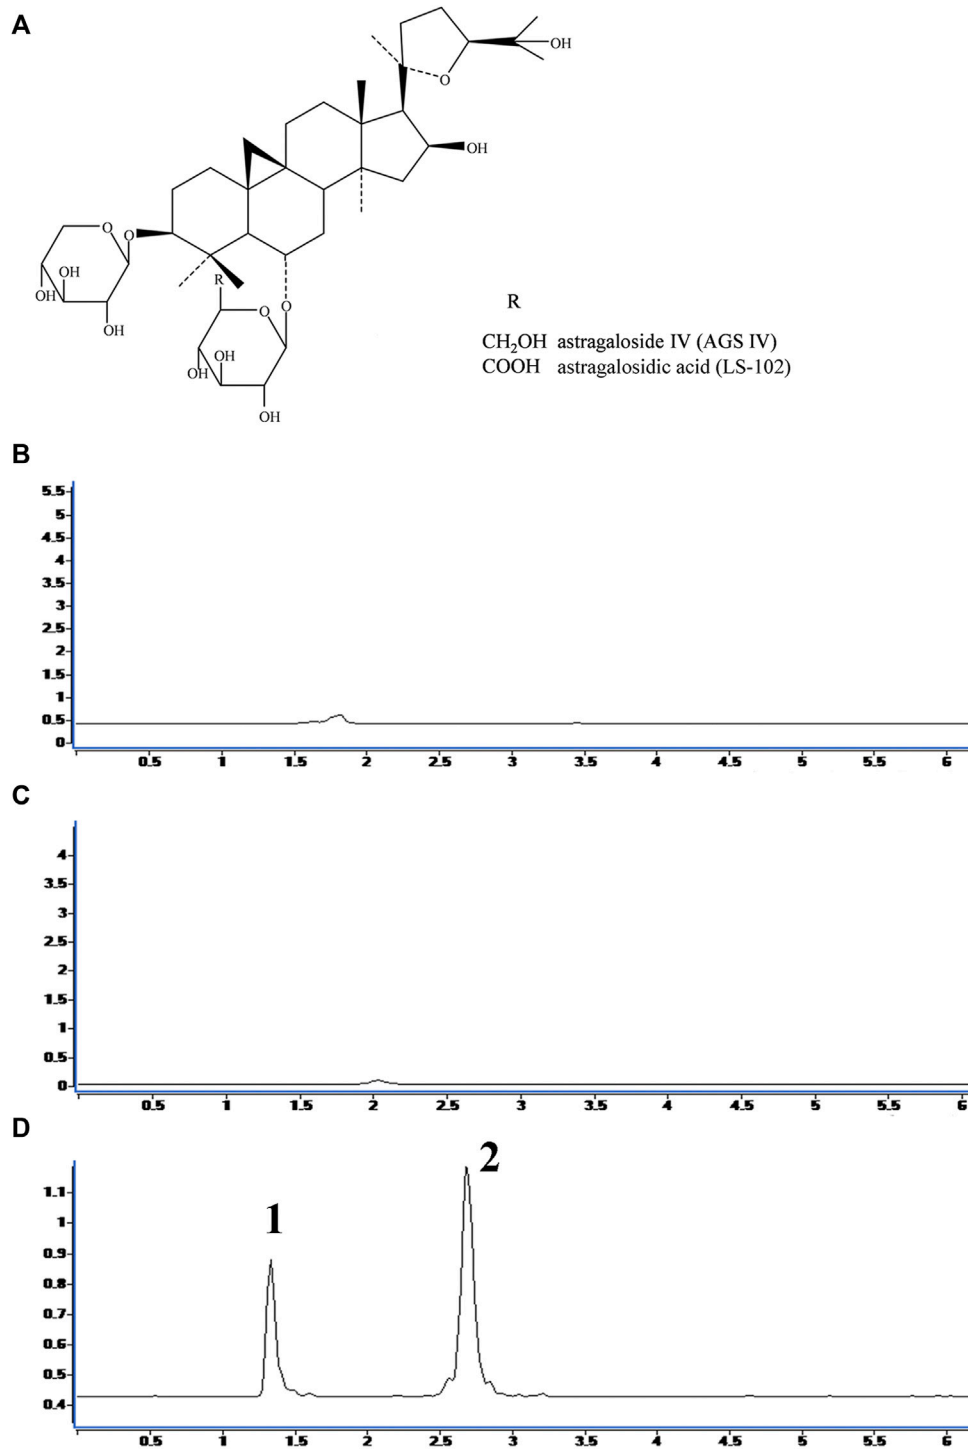 A
OH
O
OH
O
O
OH
OH
OH
R
O
O
OH
OH
OH
R
CH2OH astragaloside IV (AGS IV)
COOH astragalosidic acid (LS-102)
B
5.5
5
4.5
4
3.5
3
2.5
2
1.5
1
0.5
0
0.5 1 1.5 2 2.5 3 3.5 4 4.5 5 5.5 6
C
4
3.5
3
2.5
2
1.5
1
0.5
0
0.5 1 1.5 2 2.5 3 3.5 4 4.5 5 5.5 6
D
2
1
1.1
1
0.9
0.8
0.7
0.6
0.5
0.4
0.5 1 1.5 2 2.5 3 3.5 4 4.5 5 5.5 6